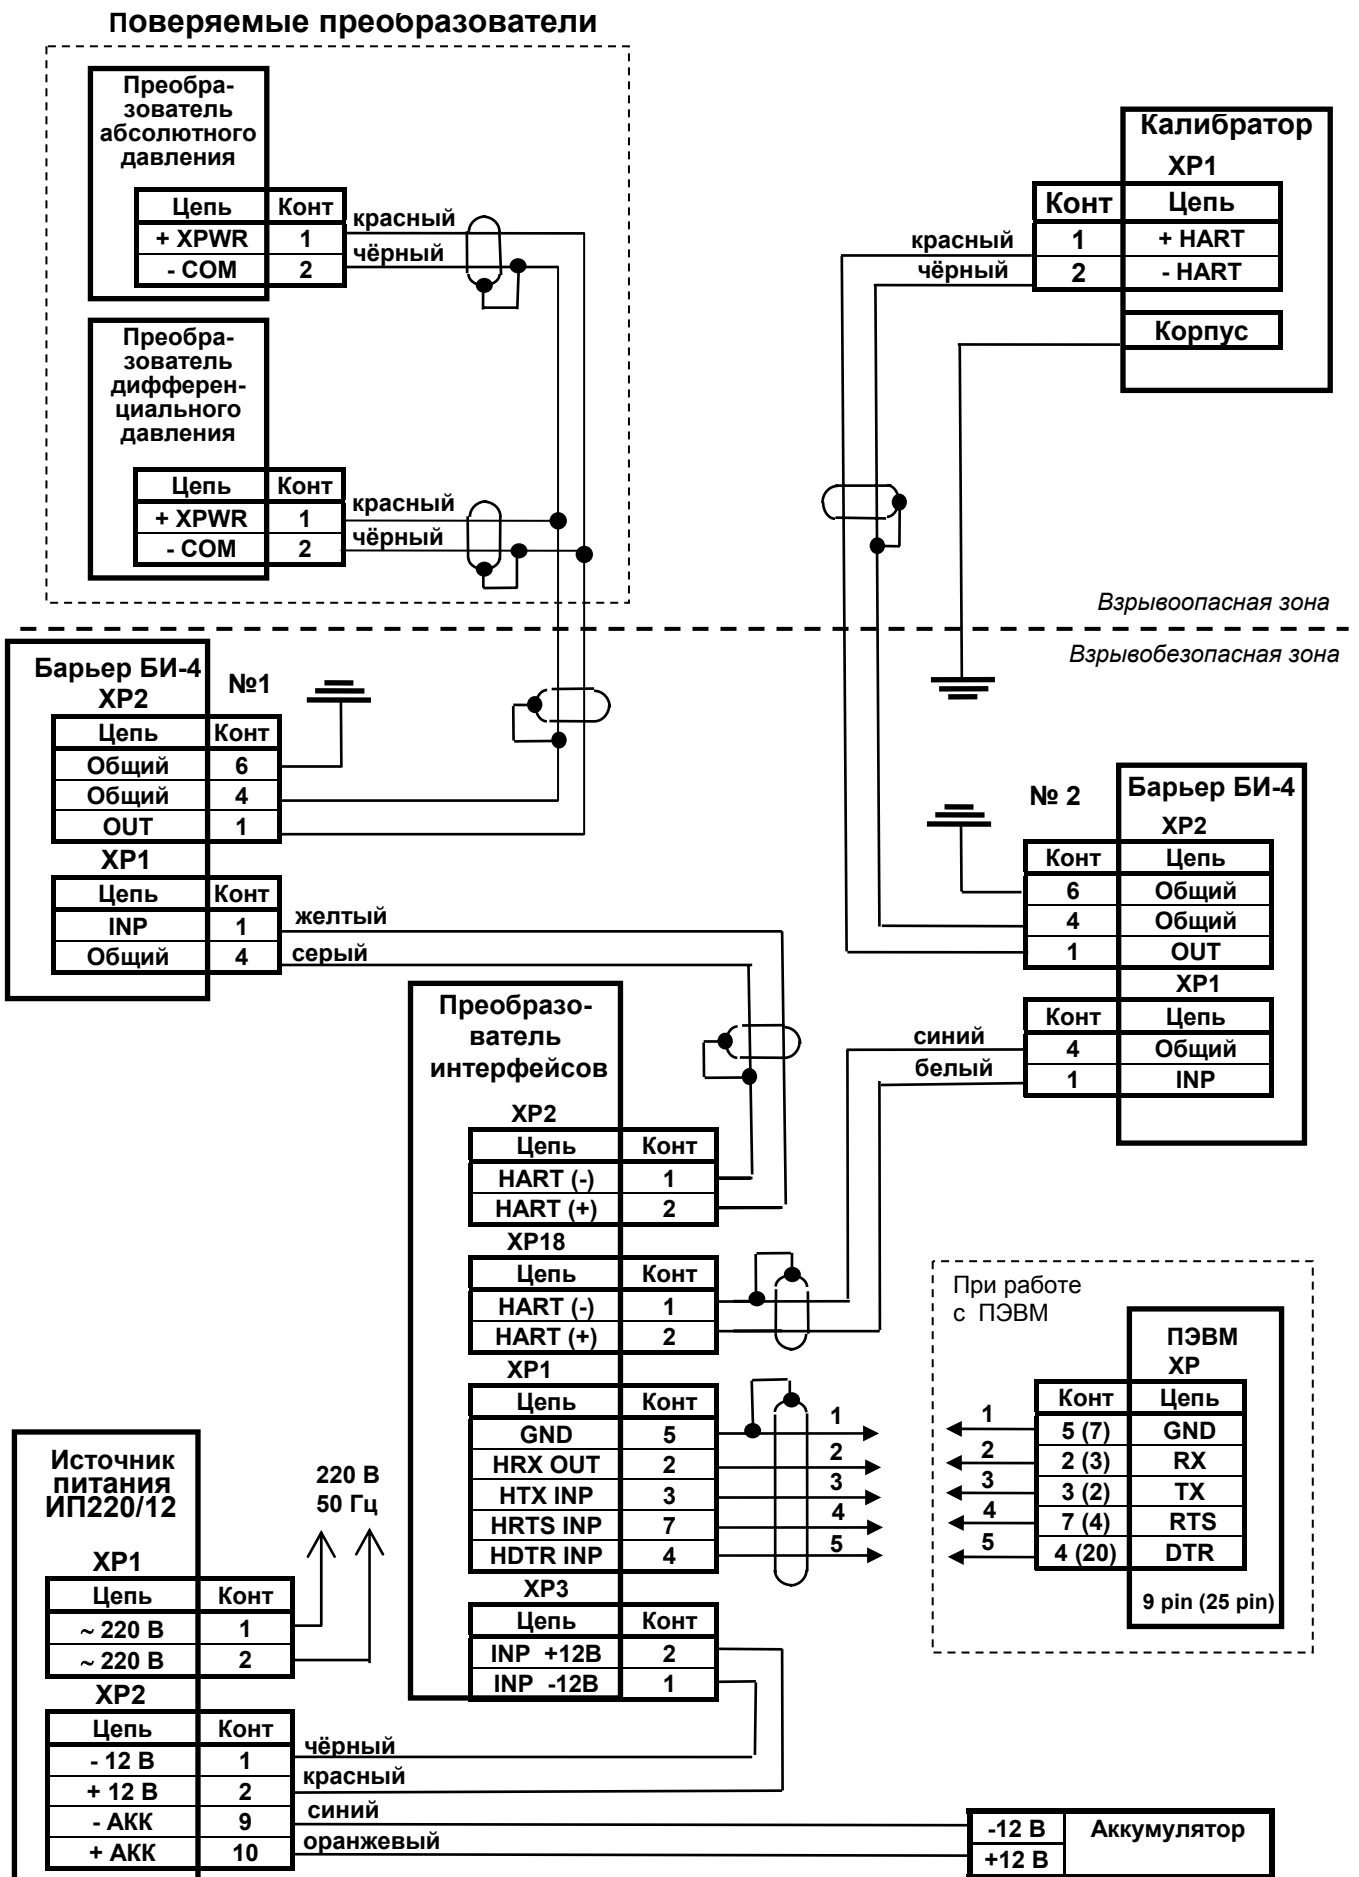 Поверяемые преобразователи
Преобра-
зователь
абсолютного
давления
Цепь Конт
+ XPWR 1 красный
- COM 2 чёрный
Преобра-
зователь
дифферен-
циального
давления
Цепь Конт
+ XPWR 1 красный
- COM 2 чёрный
Калибратор
XP1
Конт Цепь
красный 1 + HART
чёрный 2 - HART
Корпус
Взрывоопасная зона
Взрывобезопасная зона
Барьер БИ-4 №1
XP2
Цепь Конт
Общий 6
Общий 4
OUT 1
XP1
Цепь Конт
INP 1 желтый
Общий 4 серый
№ 2 Барьер БИ-4
XP2
Конт Цепь
6 Общий
4 Общий
1 OUT
XP1
Конт Цепь
синий 4 Общий
белый 1 INP
Преобразо-
ватель
интерфейсов
XP2
Цепь Конт
HART (-) 1
HART (+) 2
XP18
Цепь Конт
HART (-) 1
HART (+) 2
XP1
Цепь Конт
GND 5 1
HRX OUT 2 2
HTX INP 3 3
HRTS INP 7 4
HDTR INP 4 5
XP3
Цепь Конт
INP +12В 2
INP -12В 1
При работе
с ПЭВМ
ПЭВМ
XP
Конт Цепь
1 5 (7) GND
2 2 (3) RX
3 3 (2) TX
4 7 (4) RTS
5 4 (20) DTR
9 pin (25 pin)
Источник
питания
ИП220/12
220 В
50 Гц
XP1
Цепь Конт
~ 220 В 1
~ 220 В 2
XP2
Цепь Конт
- 12 В 1 чёрный
+ 12 В 2 красный
- АКК 9 синий
+ АКК 10 оранжевый
-12 В Аккумулятор
+12 В